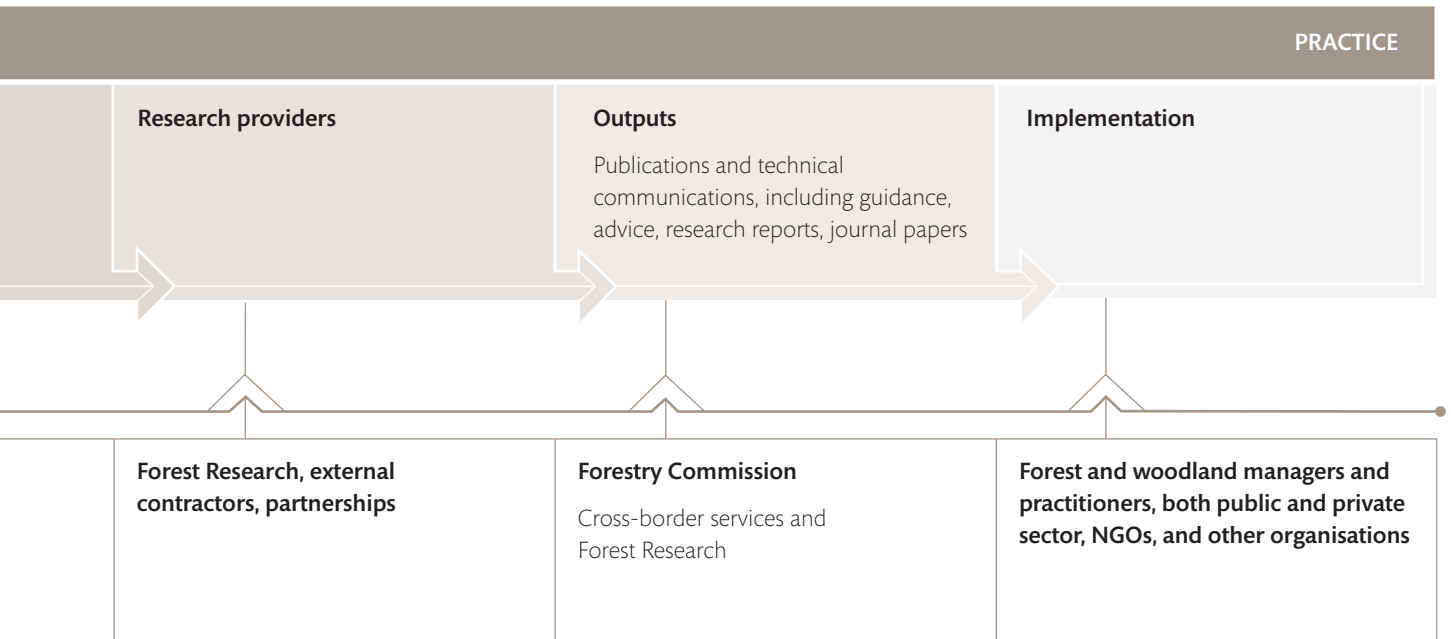 PRACTICE
Research providers
Outputs
Publications and technical
communications, including guidance,
advice, research reports, journal papers
Implementation
Forest Research, external
contractors, partnerships
Forestry Commission
Cross-border services and
Forest Research
Forest and woodland managers and
practitioners, both public and private
sector, NGOs, and other organisations